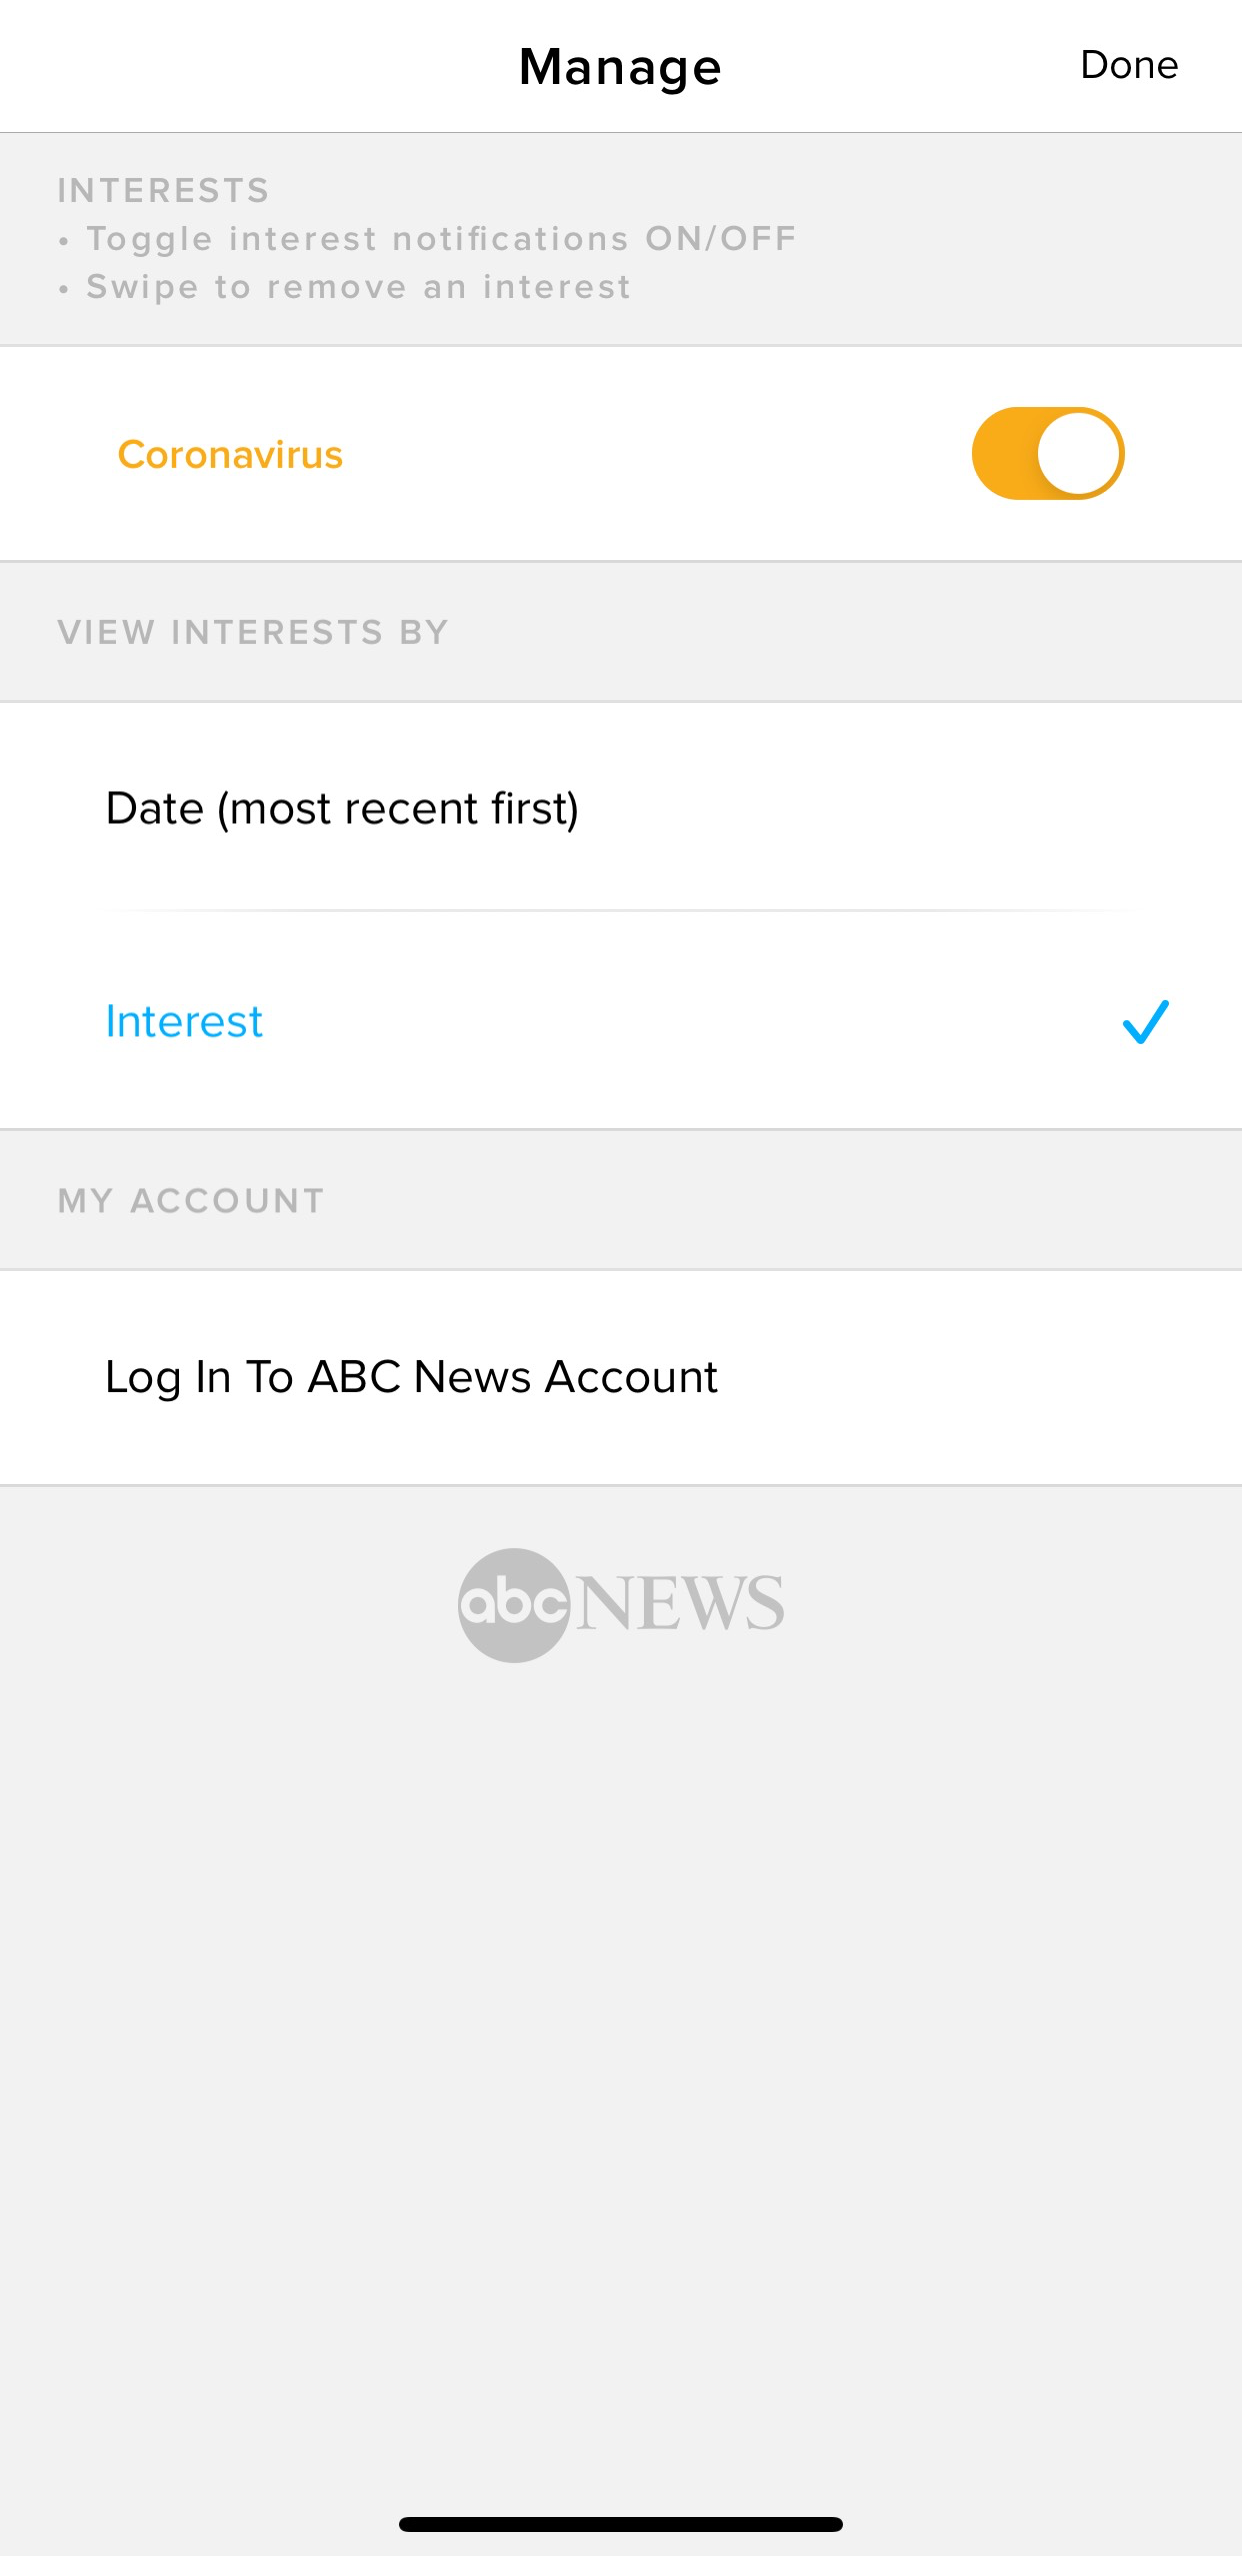 Manage
Done
INTERESTS
• Toggle interest notifications ON/OFF
• Swipe to remove an interest
Coronavirus
VIEW INTERESTS BY
Date (most recent first)
Interest
MY ACCOUNT
Log In To ABC News Account
abc NEWS